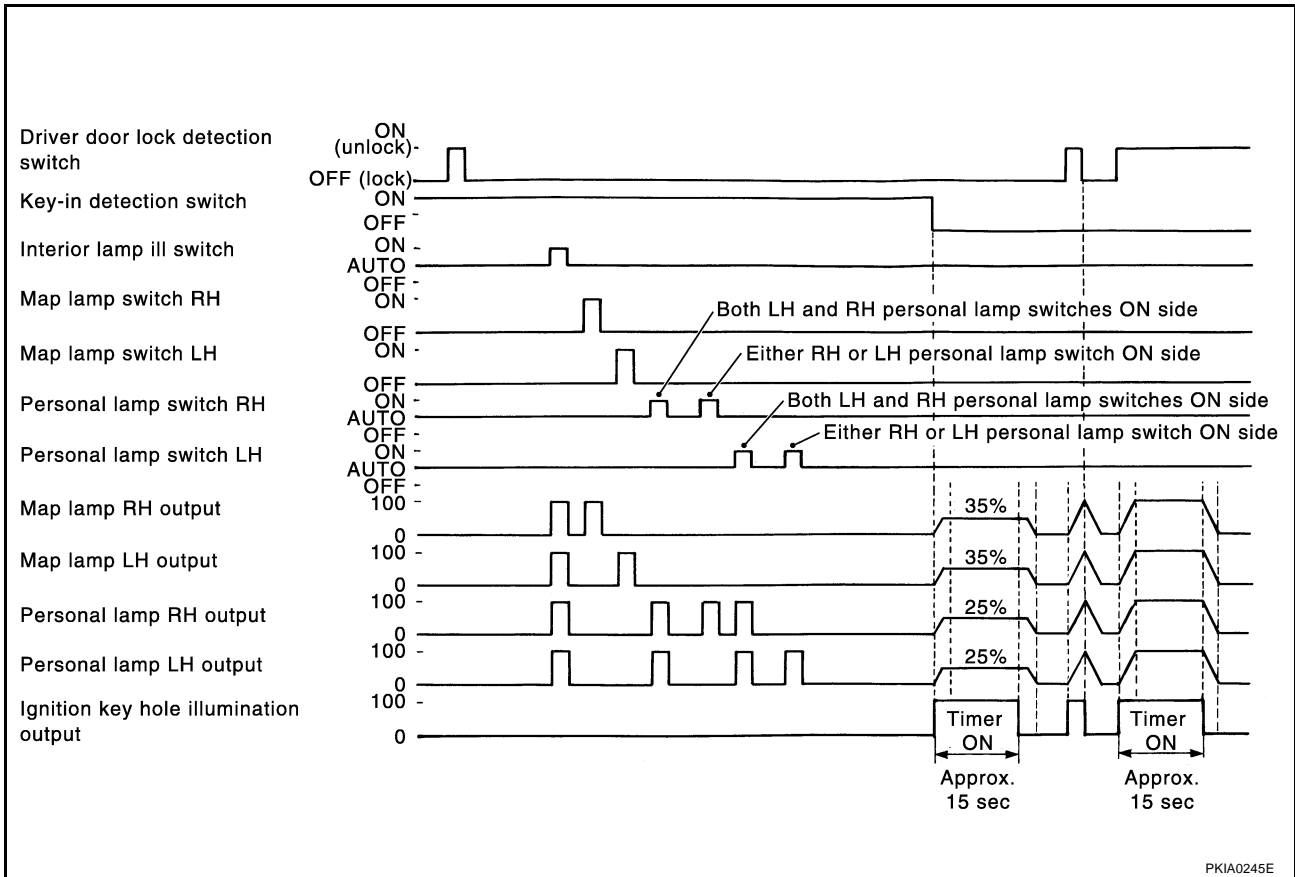 Driver door lock detection
switch
ON
(unlock)-
OFF (lock)
Key-in detection switch
ON
OFF
Interior lamp ill switch
ON
AUTO
OFF
Map lamp switch RH
ON
OFF
Both LH and RH personal lamp switches ON side
Map lamp switch LH
ON
OFF
Either RH or LH personal lamp switch ON side
Personal lamp switch RH
ON
AUTO
OFF
Both LH and RH personal lamp switches ON side
Personal lamp switch LH
ON
AUTO
OFF
Either RH or LH personal lamp switch ON side
Map lamp RH output
100
0
35%
Map lamp LH output
100
0
35%
Personal lamp RH output
100
0
25%
Personal lamp LH output
100
0
25%
Ignition key hole illumination
output
100
0
Timer
ON
Timer
ON
Approx.
15 sec
Approx.
15 sec
PKIA0245E